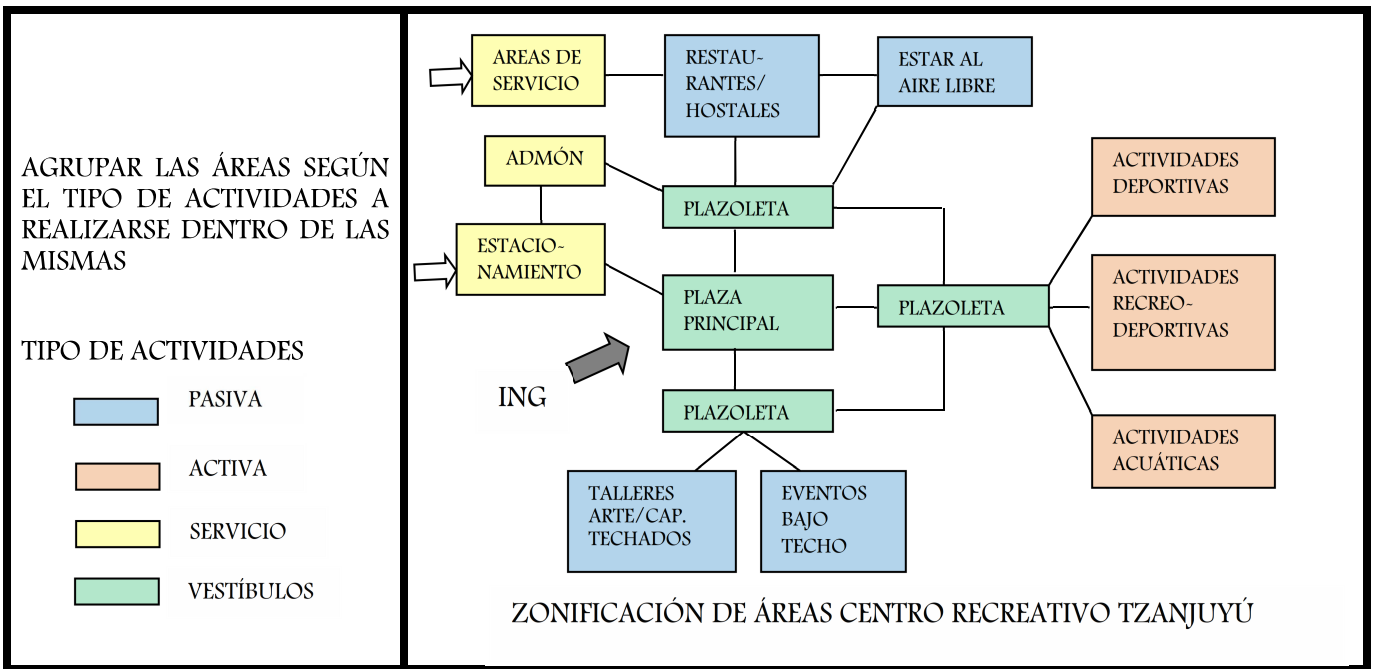 AGRUPAR LAS ÁREAS SEGÚN
EL TIPO DE ACTIVIDADES A
REALIZARSE DENTRO DE LAS
MISMAS
TIPO DE ACTIVIDADES
PASIVA
ACTIVA
SERVICIO
VESTÍBULOS
AREAS DE
SERVICIO
RESTAU-
RANTES/
HOSTALES
ESTAR AL
AIRE LIBRE
ADMÓN
PLAZOLETA
ESTACIO-
NAMIENTO
PLAZA
PRINCIPAL
PLAZOLETA
ACTIVIDADES
DEPORTIVAS
ACTIVIDADES
RECREO-
DEPORTIVAS
ACTIVIDADES
ACUÁTICAS
ING
PLAZOLETA
TALLERES
ARTE/CAP.
TECHADOS
EVENTOS
BAJO
TECHO
ZONIFICACIÓN DE ÁREAS CENTRO RECREATIVO TZANJUYÚ